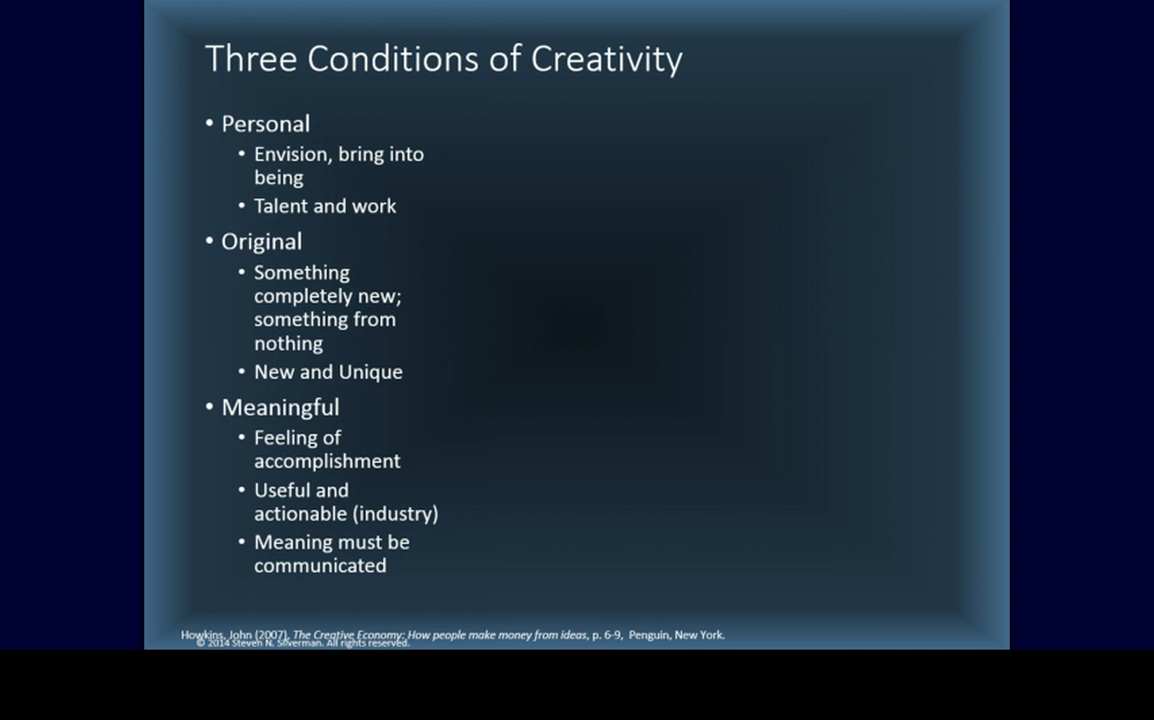 Three Conditions of Creativity
• Personal
• Envision, bring into
being
• Talent and work
• Original
• Something
completely new;
something from
nothing
• New and Unique
• Meaningful
• Feeling of
accomplishment
• Useful and
actionable (industry)
• Meaning must be
communicated
Howkins, John (2007), The Creative Economy: How people make money from ideas, p. 6-9, Penguin, New York.
© 2014 Steven N. Silverman. All rights reserved.